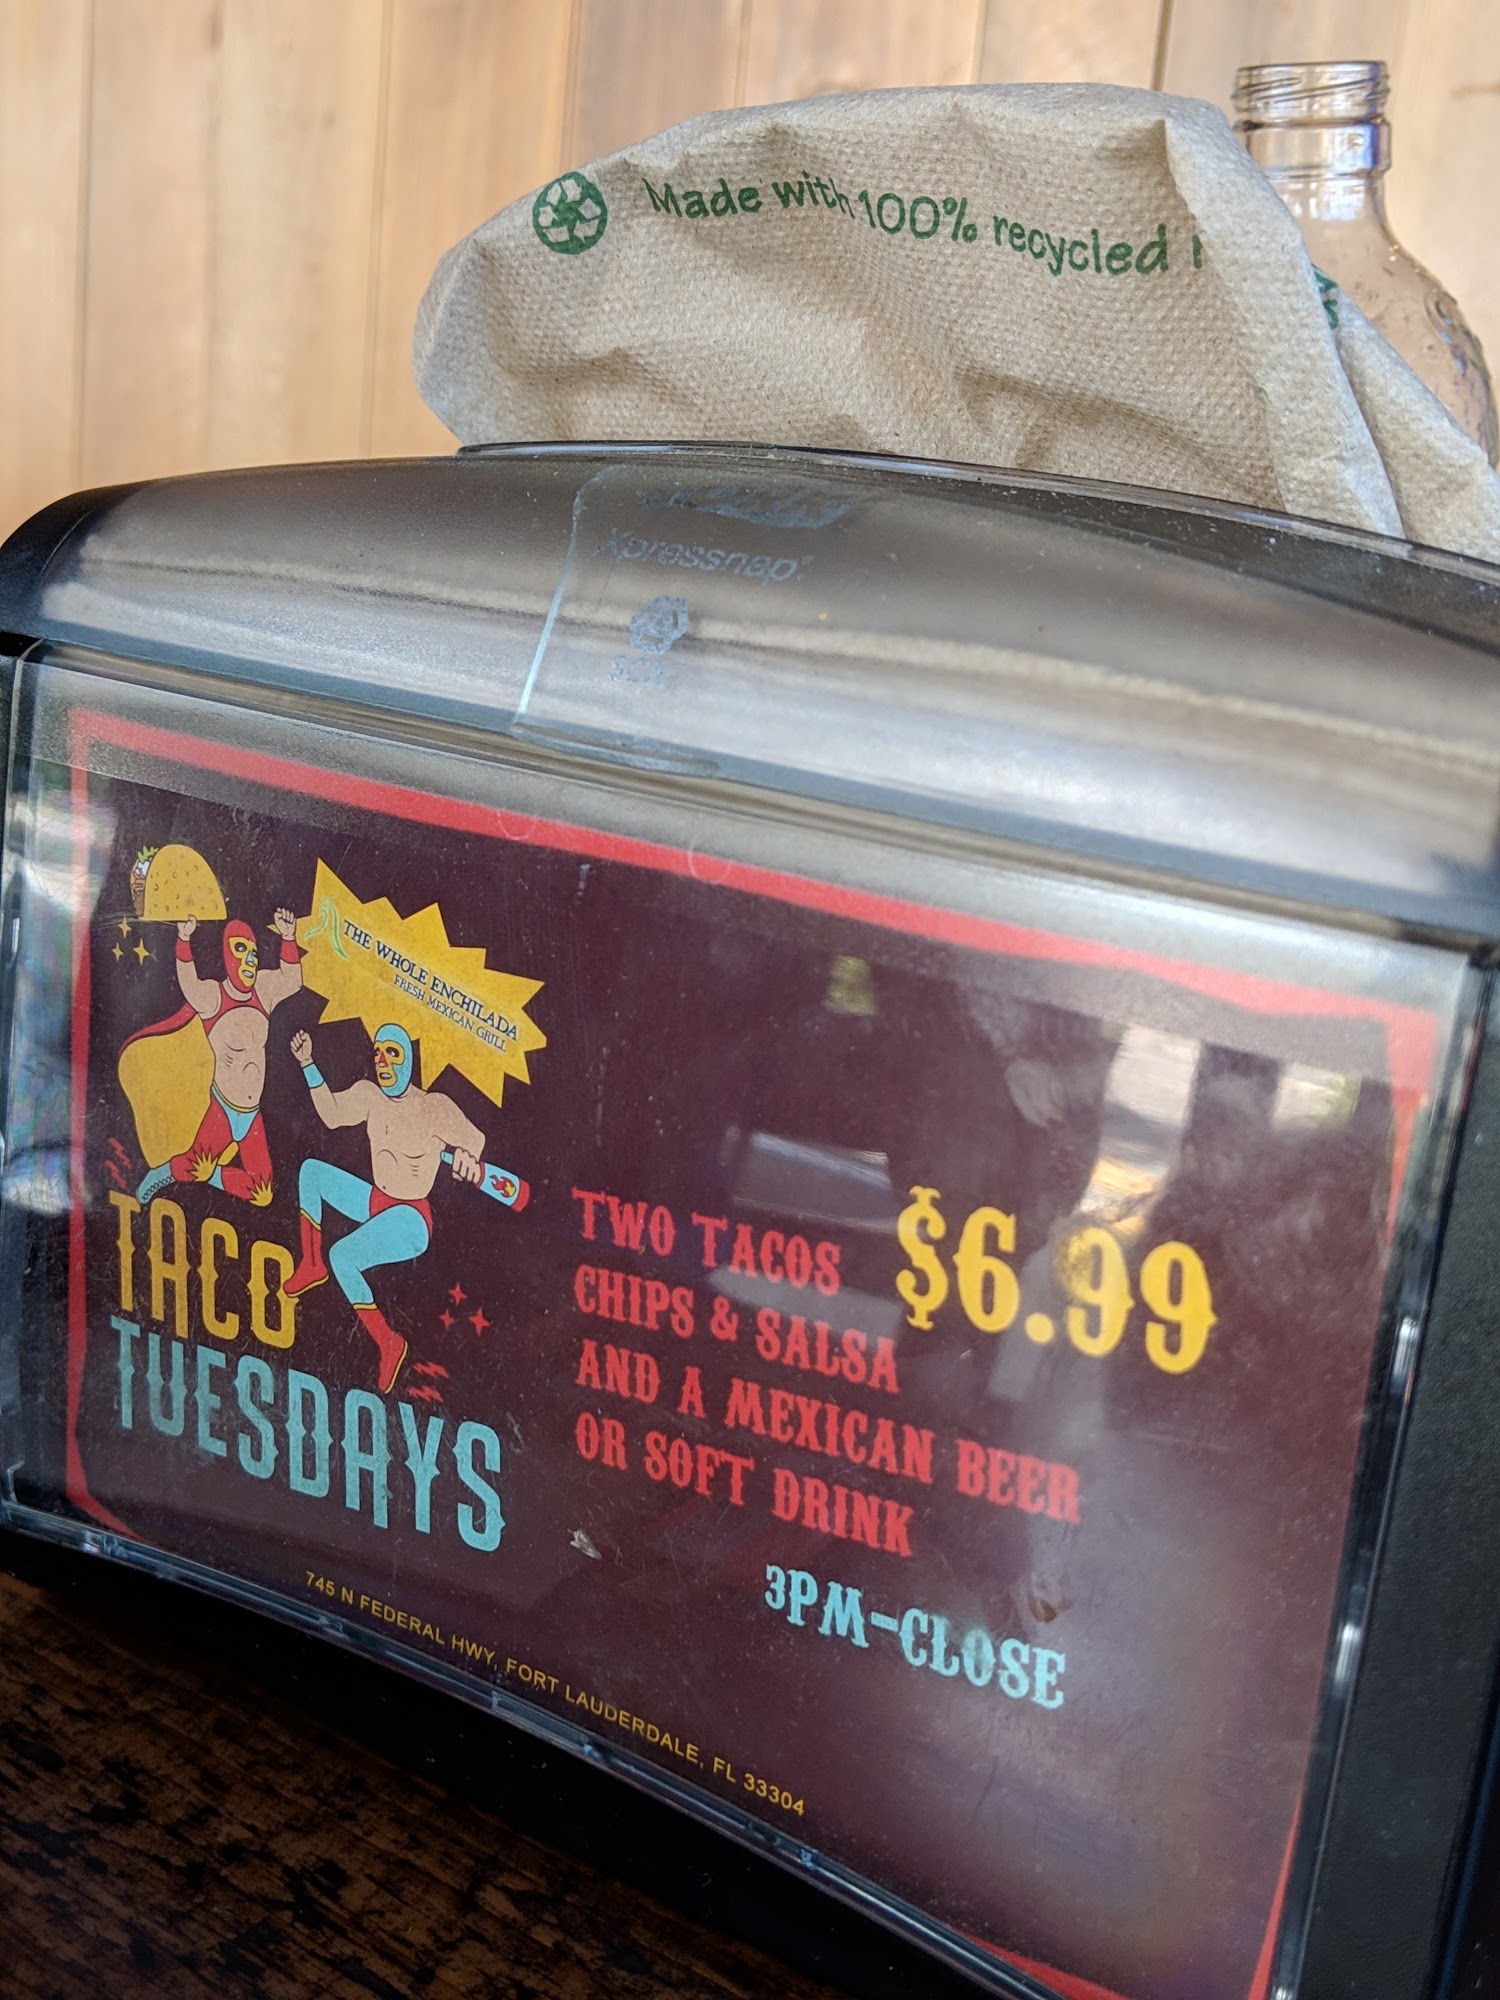 Made with 100% recycled
Xpressnap®
SCA
THE WHOLE ENCHILADA
FRESH MEXICAN GRILL
TACO
TUESDAYS
TWO TACOS
CHIPS & SALSA
AND A MEXICAN BEER
OR SOFT DRINK
$6.99
3PM-CLOSE
745 N FEDERAL HWY, FORT LAUDERDALE, FL 33304